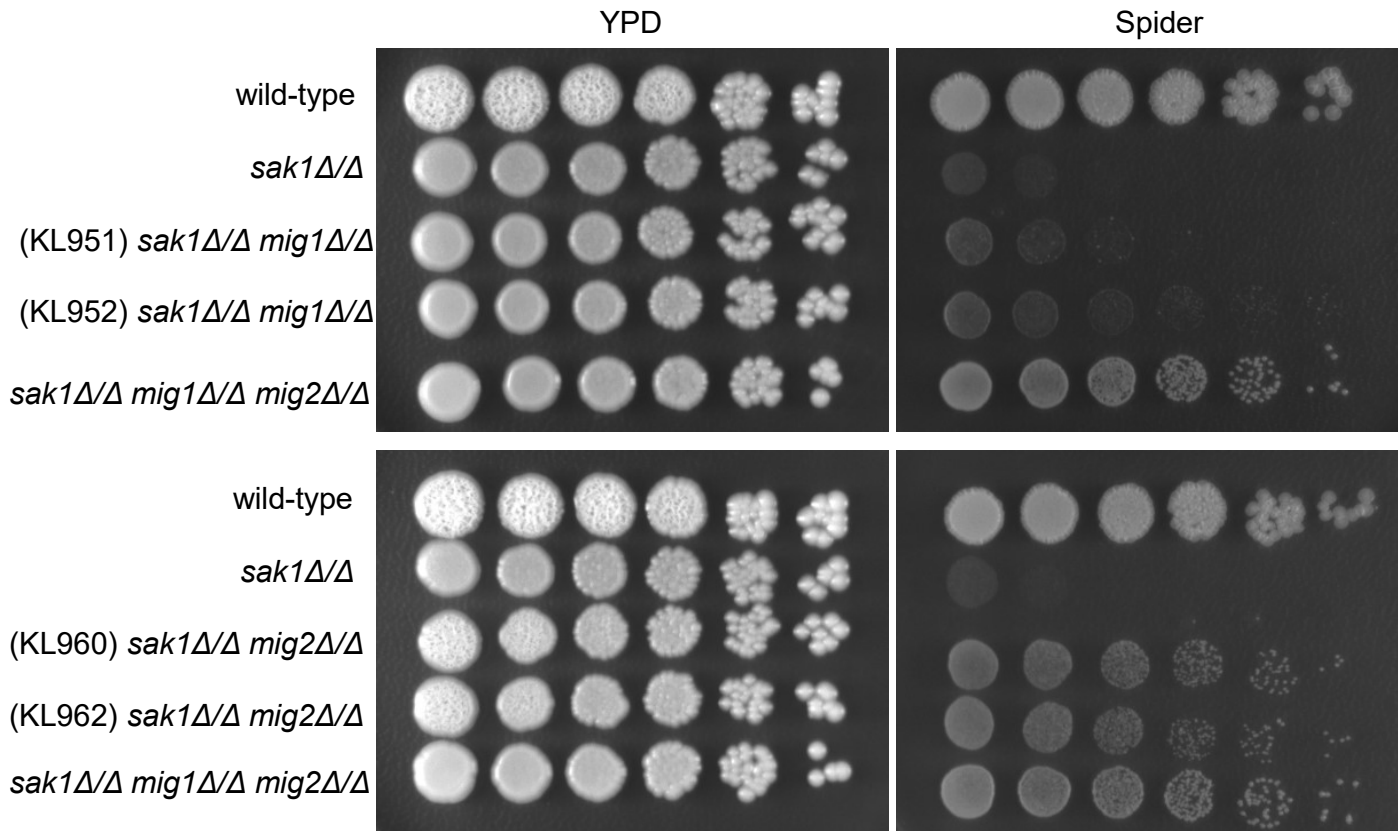 YPD Spider
wild-type
sak1Δ/Δ
(KL951) sak1Δ/Δ mig1Δ/Δ
(KL952) sak1Δ/Δ mig1Δ/Δ
sak1Δ/Δ mig1Δ/Δ mig2Δ/Δ
wild-type
sak1Δ/Δ
(KL960) sak1Δ/Δ mig2Δ/Δ
(KL962) sak1Δ/Δ mig2Δ/Δ
sak1Δ/Δ mig1Δ/Δ mig2Δ/Δ